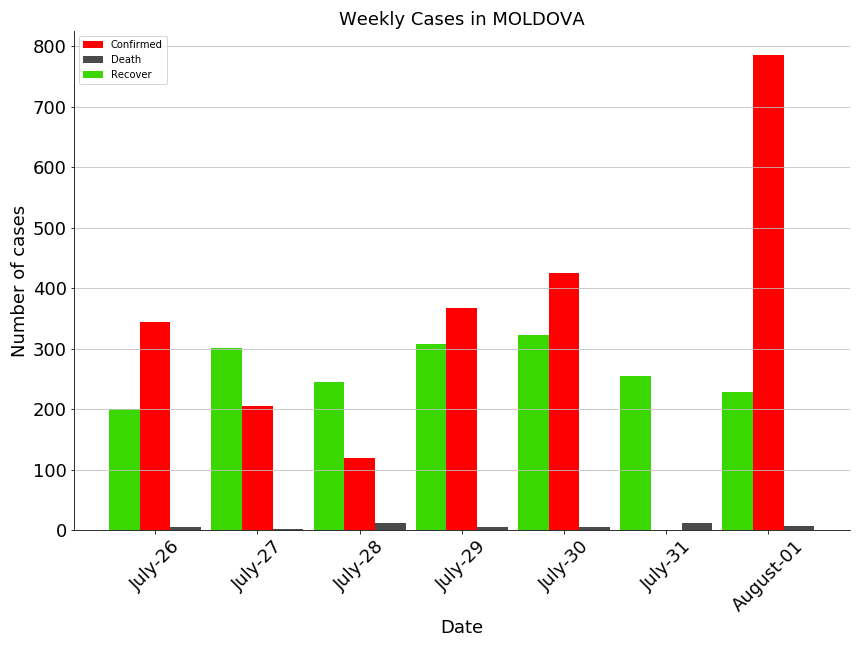 Weekly Cases in MOLDOVA
Confirmed
Death
Recover
Number of cases
800
700
600
500
400
300
200
100
0
July-26
July-27
July-28
July-29
July-30
July-31
August-01
Date